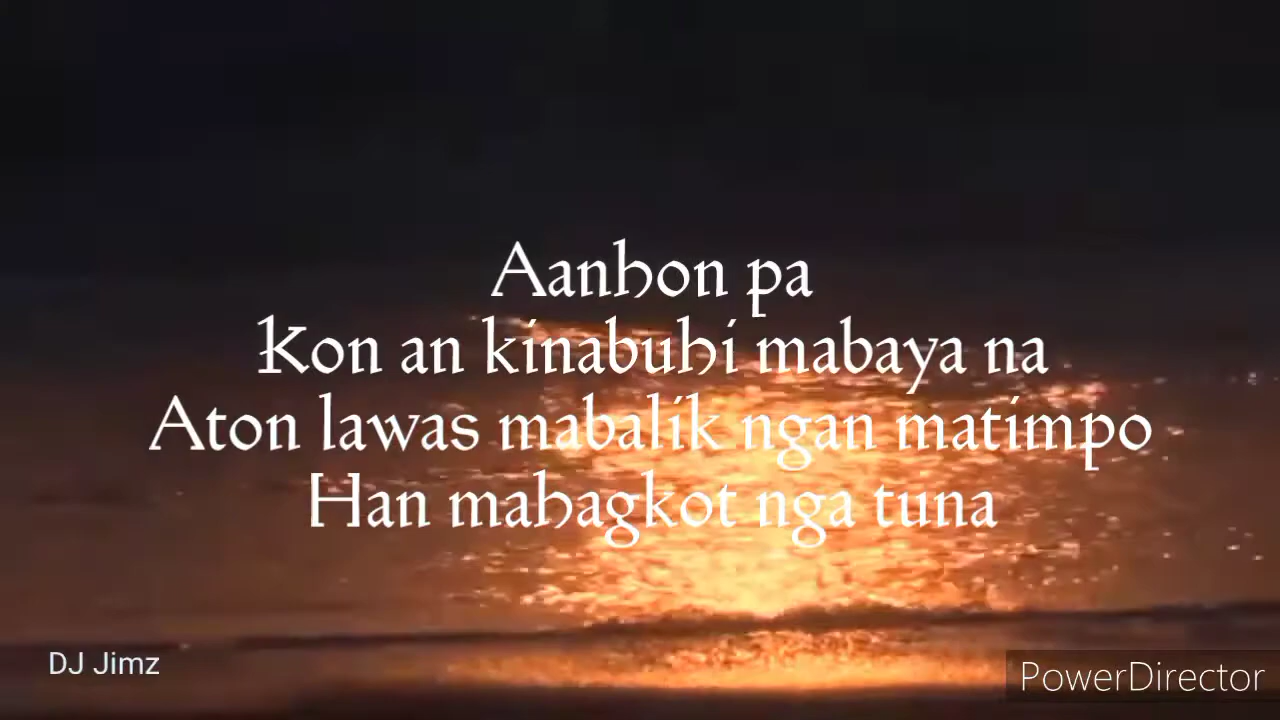 Aanhon pa
Kon an kinabuhi mabaya na
Aton lawas mabalik ngan matimpo
Han mahagkot nga tuna
DJ Jimz
PowerDirector